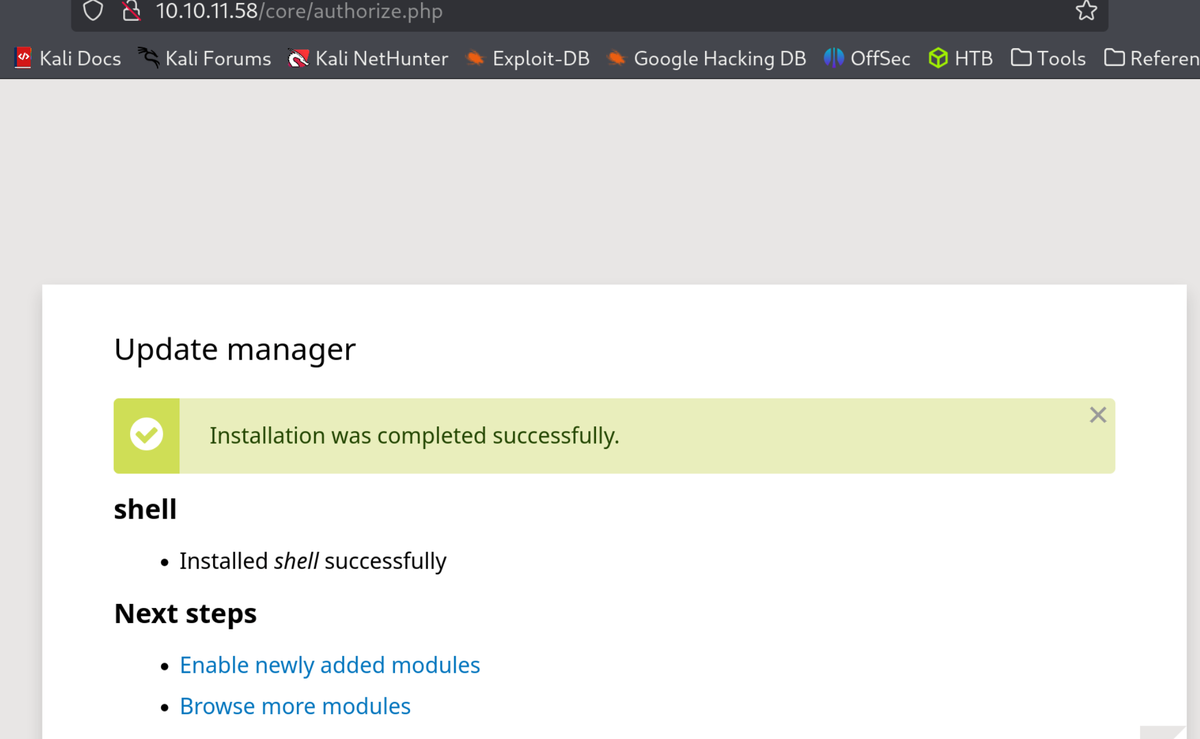 10.10.11.58/core/authorize.php
Kali Docs Kali Forums Kali NetHunter Exploit-DB Google Hacking DB OffSec HTB Tools Referen
Update manager
Installation was completed successfully.
shell
Installed shell successfully
Next steps
Enable newly added modules
Browse more modules